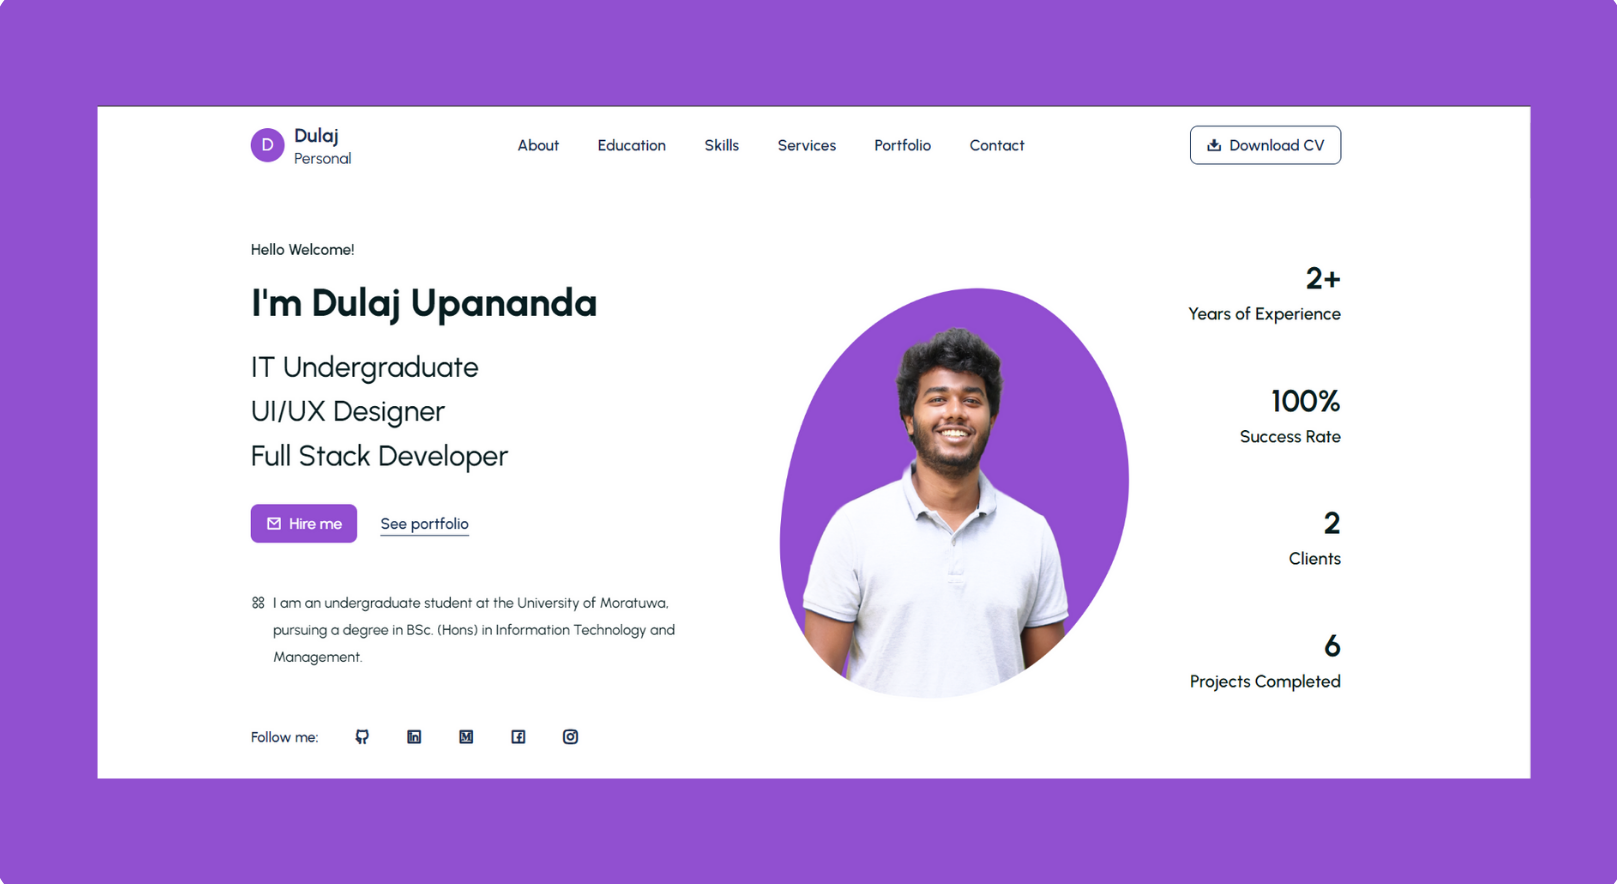 D
Dulaj
Personal
About
Education
Skills
Services
Portfolio
Contact
Download CV
Hello Welcome!
I'm Dulaj Upananda
IT Undergraduate
UI/UX Designer
Full Stack Developer
Hire me
See portfolio
I am an undergraduate student at the University of Moratuwa,
pursuing a degree in BSc. (Hons) in Information Technology and
Management.
Follow me:
2+
Years of Experience
100%
Success Rate
2
Clients
6
Projects Completed